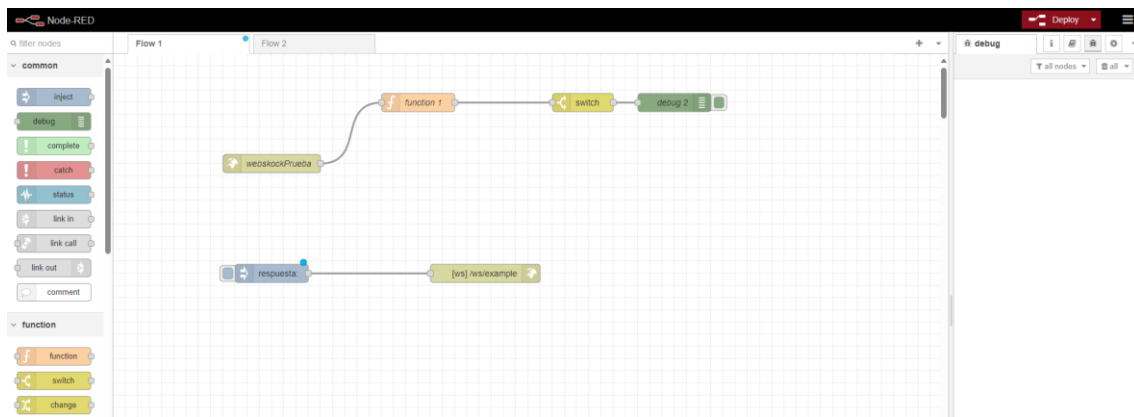 Node-RED
Deploy
filter nodes
Flow 1
Flow 2
debug
i
all nodes
all
common
inject
debug
complete
catch
status
link in
link call
link out
comment
function
function
switch
change
function 1
switch
debug 2
webskockPrueba
respuesta:
[ws] /ws/example